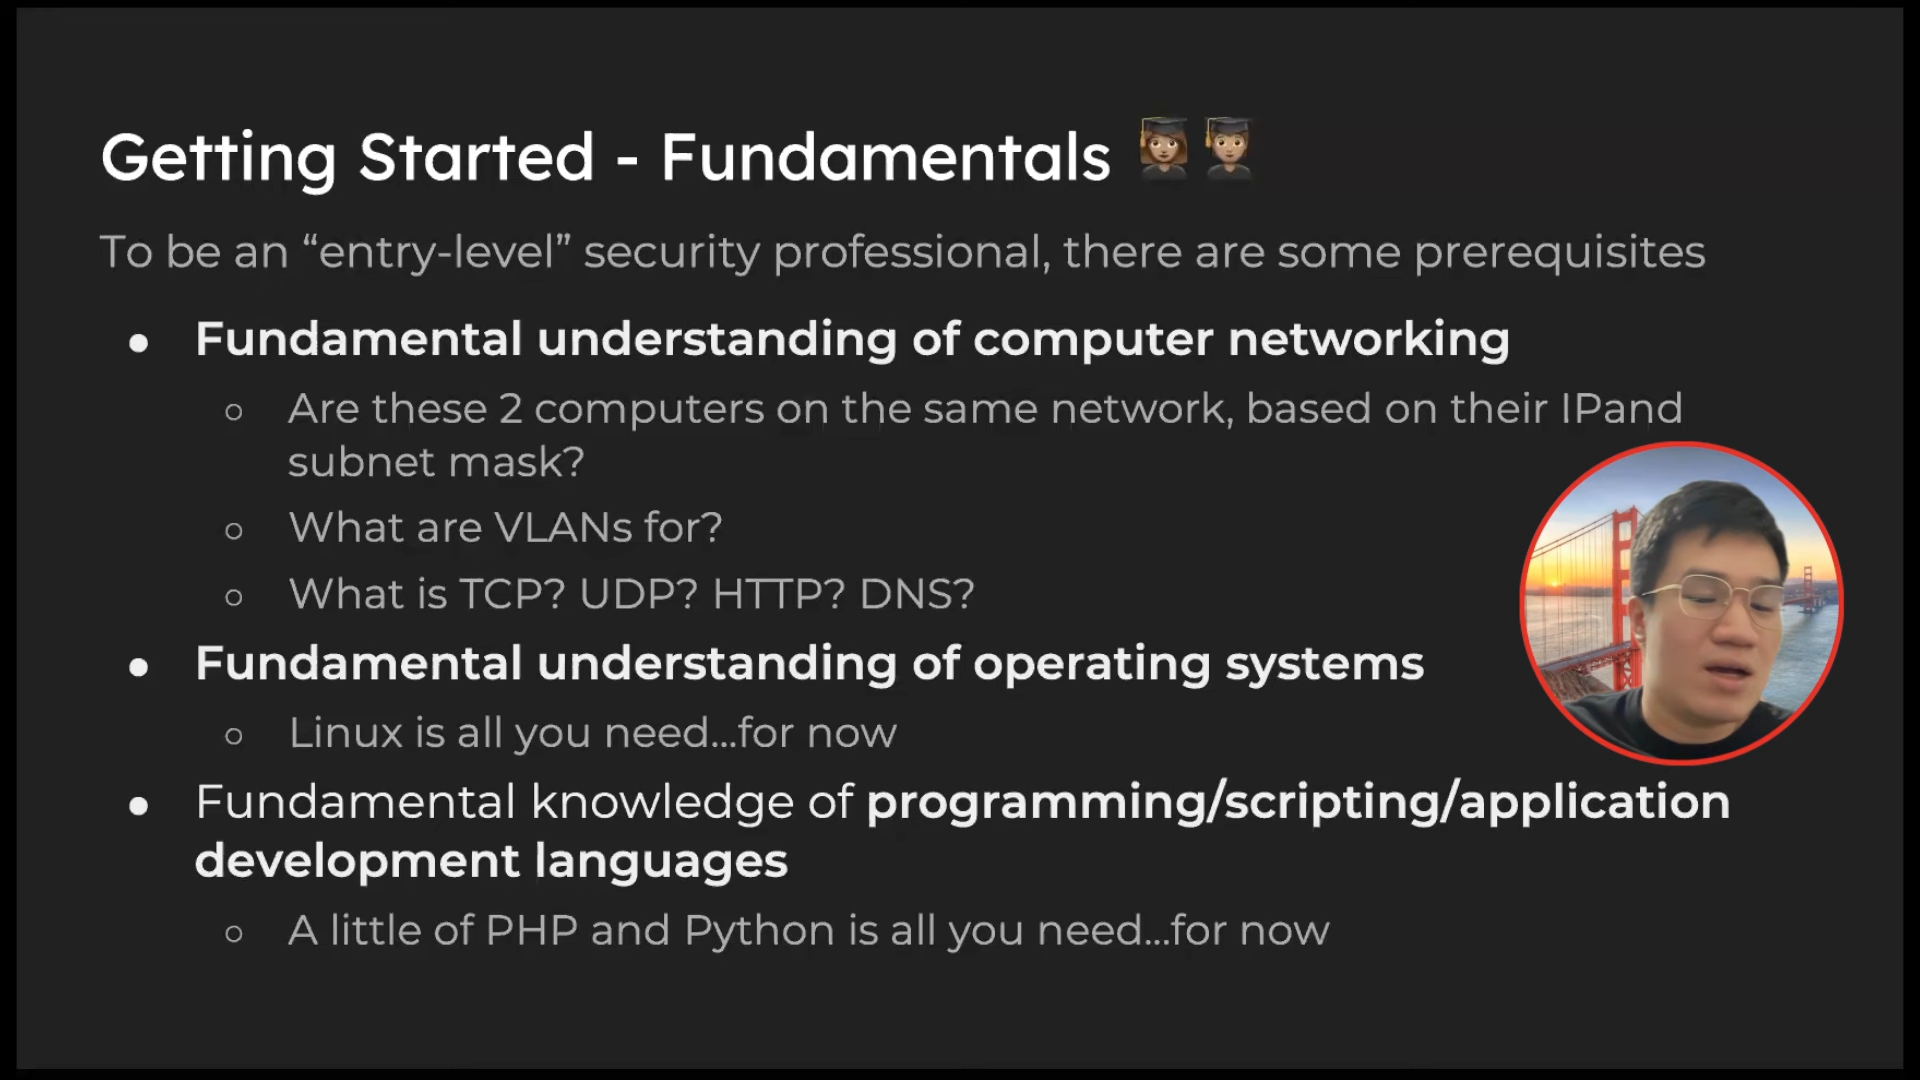 Getting Started - Fundamentals 👩🏽‍🎓 🧑🏽‍🎓
To be an “entry-level” security professional, there are some prerequisites
● Fundamental understanding of computer networking
○ Are these 2 computers on the same network, based on their IPand
subnet mask?
○ What are VLANs for?
○ What is TCP? UDP? HTTP? DNS?
● Fundamental understanding of operating systems
○ Linux is all you need...for now
● Fundamental knowledge of programming/scripting/application
development languages
○ A little of PHP and Python is all you need...for now